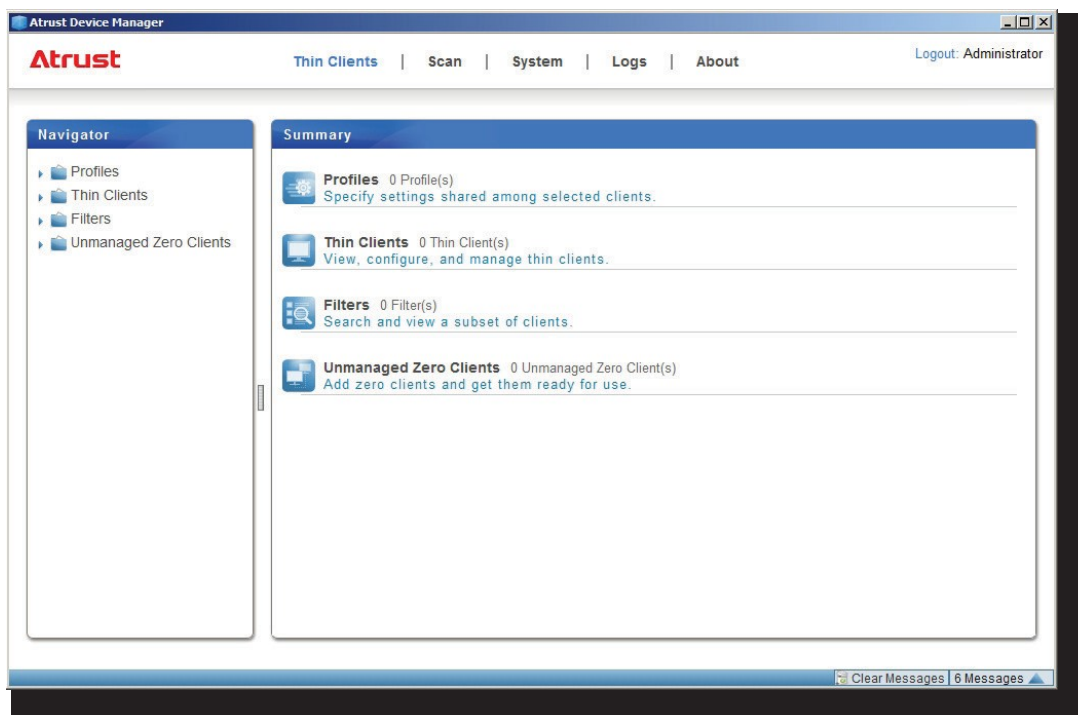 Atrust Device Manager
Atrust
Thin Clients | Scan | System | Logs | About
Logout: Administrator
Navigator
Profiles
Thin Clients
Filters
Unmanaged Zero Clients
Summary
Profiles 0 Profile(s)
Specify settings shared among selected clients.
Thin Clients 0 Thin Client(s)
View, configure, and manage thin clients.
Filters 0 Filter(s)
Search and view a subset of clients.
Unmanaged Zero Clients 0 Unmanaged Zero Client(s)
Add zero clients and get them ready for use.
Clear Messages 6 Messages